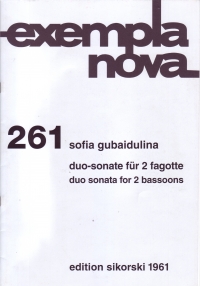 exempla
nova
261 sofia gubaidulina
duo-sonate für 2 fagotte
duo sonata for 2 bassoons
edition sikorski 1961